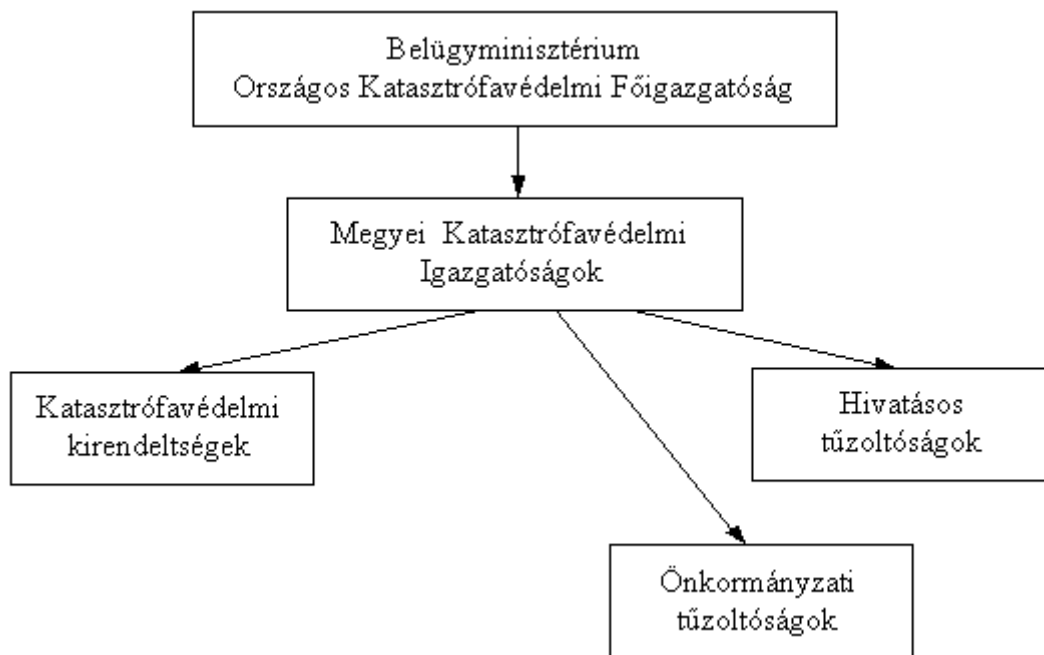 Belügyminisztérium
Országos Katasztrófavédelmi Főigazgatóság
Megyei Katasztrófavédelmi
Igazgatóságok
Katasztrófavédelmi
kirendeltségek
Hivatásos
tűzoltóságok
Önkormányzati
tűzoltóságok